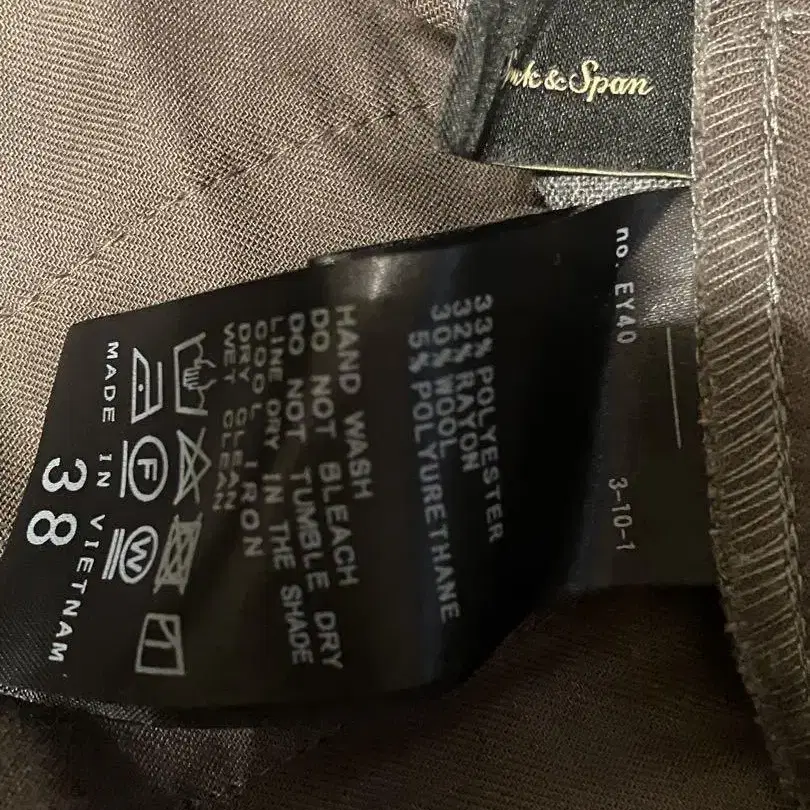 & Span
no. EY40
3-10-1
33% POLYESTER
32% RAYON
30% WOOL
5% POLYURETHANE
HAND WASH
DO NOT BLEACH
DO NOT TUMBLE DRY
LINE DRY IN THE SHADE
COOL IRON
DRY CLEAN
WET CLEAN
F
W
MADE IN VIETNAM
38